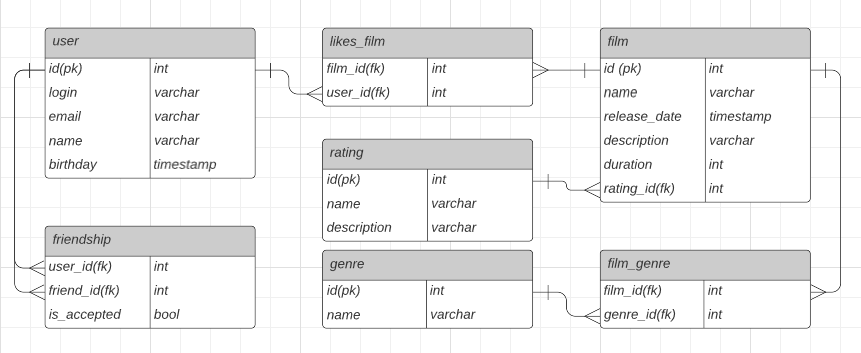 user
id(pk) int
login varchar
email varchar
name varchar
birthday timestamp
likes_film
film_id(fk) int
user_id(fk) int
film
id (pk) int
name varchar
release_date timestamp
description varchar
duration int
rating_id(fk) int
rating
id(pk) int
name varchar
description varchar
friendship
user_id(fk) int
friend_id(fk) int
is_accepted bool
genre
id(pk) int
name varchar
film_genre
film_id(fk) int
genre_id(fk) int